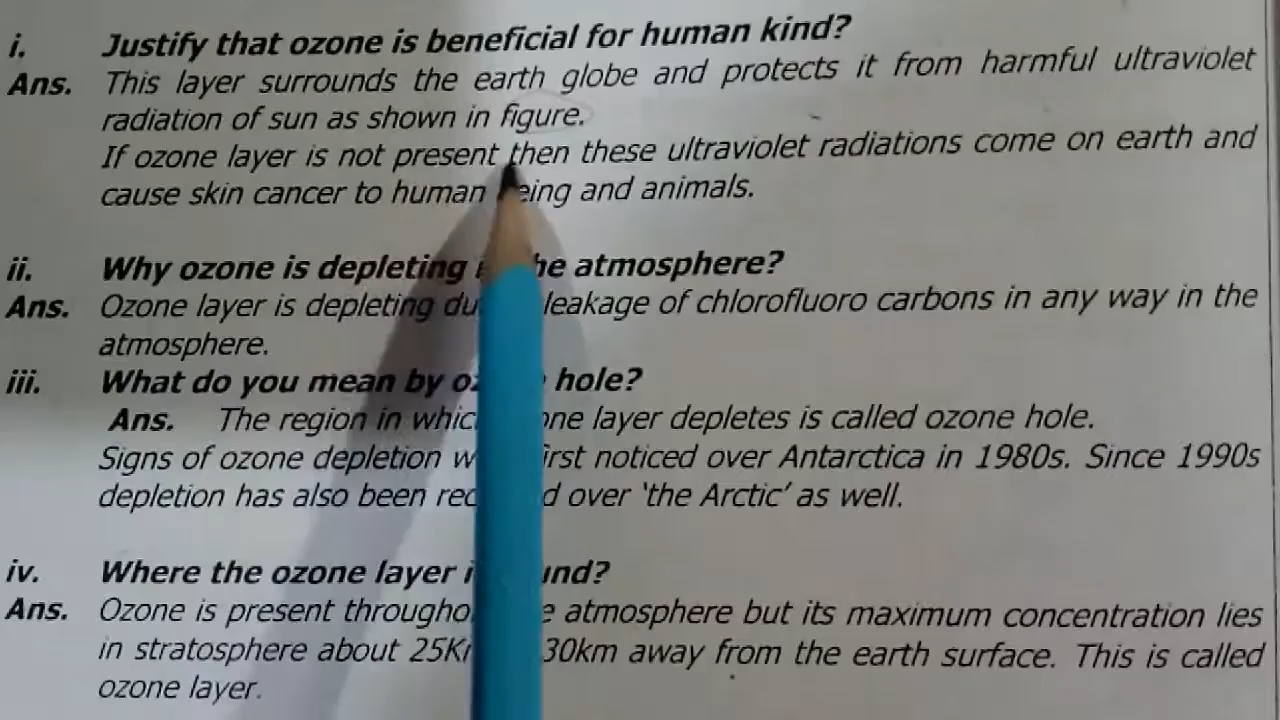 i. Justify that ozone is beneficial for human kind?
Ans. This layer surrounds the earth globe and protects it from harmful ultraviolet
radiation of sun as shown in figure.
If ozone layer is not present then these ultraviolet radiations come on earth and
cause skin cancer to human eing and animals.
ii. Why ozone is depleting he atmosphere?
Ans. Ozone layer is depleting du leakage of chlorofluoro carbons in any way in the
atmosphere.
iii. What do you mean by oz hole?
Ans. The region in whic one layer depletes is called ozone hole.
Signs of ozone depletion w irst noticed over Antarctica in 1980s. Since 1990s
depletion has also been rec d over 'the Arctic' as well.
iv. Where the ozone layer i und?
Ans. Ozone is present througho e atmosphere but its maximum concentration lies
in stratosphere about 25K 30km away from the earth surface. This is called
ozone layer.